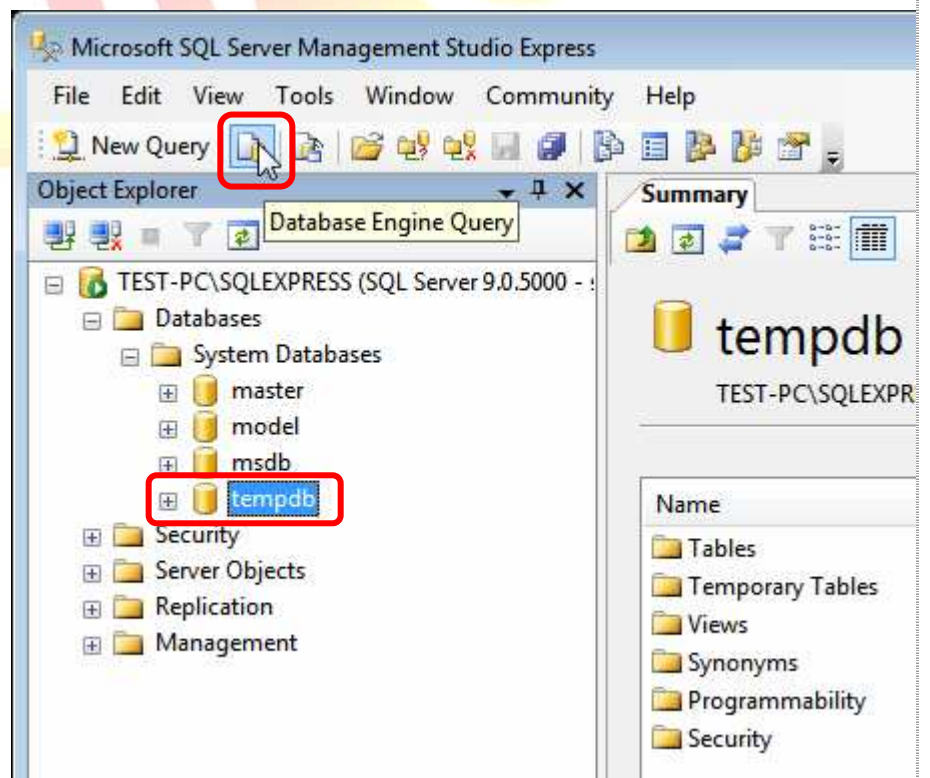 Microsoft SQL Server Management Studio Express
File Edit View Tools Window Community Help
New Query
Object Explorer
Database Engine Query
TEST-PC\SQLEXPRESS (SQL Server 9.0.5000 -
Databases
System Databases
master
model
msdb
tempdb
Security
Server Objects
Replication
Management
Summary
tempdb
TEST-PC\SQLEXPR
Name
Tables
Temporary Tables
Views
Synonyms
Programmability
Security